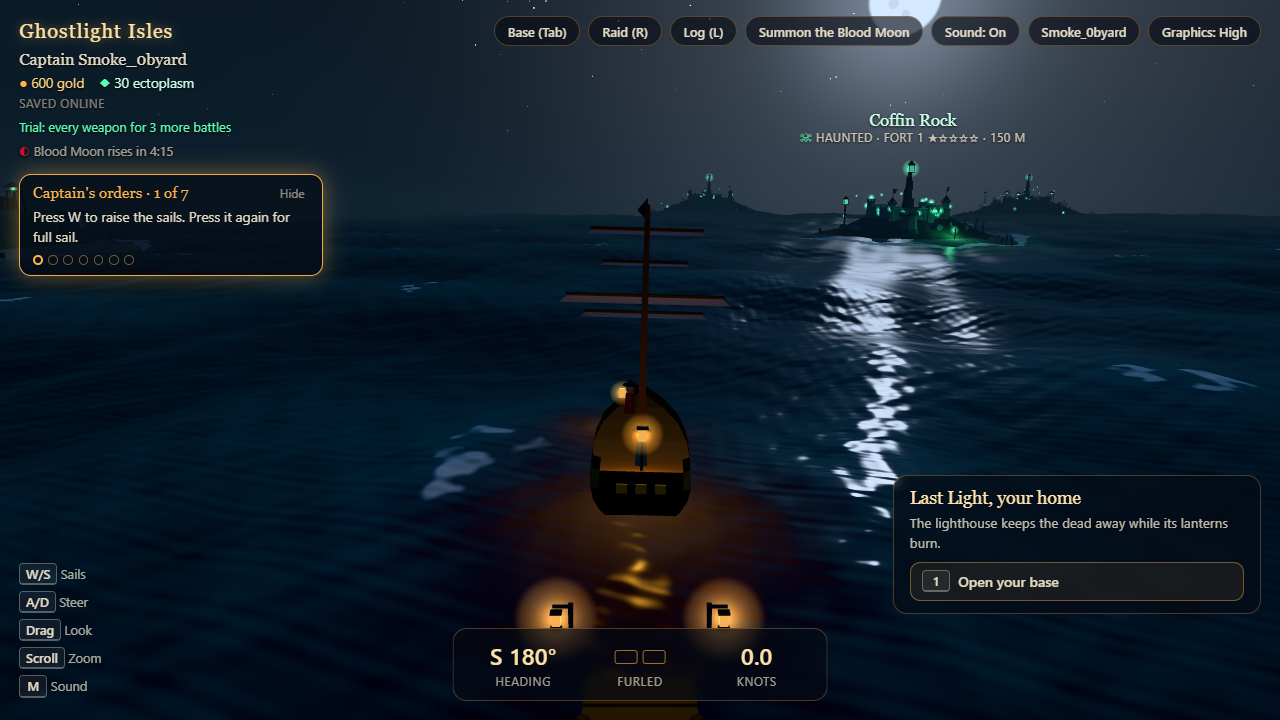 Ghostlight Isles
Captain Smoke_0byard
600 gold 30 ectoplasm
SAVED ONLINE
Trial: every weapon for 3 more battles
Blood Moon rises in 4:15
Captain's orders · 1 of 7 Hide
Press W to raise the sails. Press it again for
full sail.
Base (Tab) Raid (R) Log (L) Summon the Blood Moon Sound: On Smoke_0byard Graphics: High
Coffin Rock
HAUNTED · FORT 1 ★☆☆☆☆ · 150 M
Last Light, your home
The lighthouse keeps the dead away while its lanterns
burn.
1 Open your base
W/S Sails
A/D Steer
Drag Look
Scroll Zoom
M Sound
S 180° 0.0
HEADING FURLED KNOTS